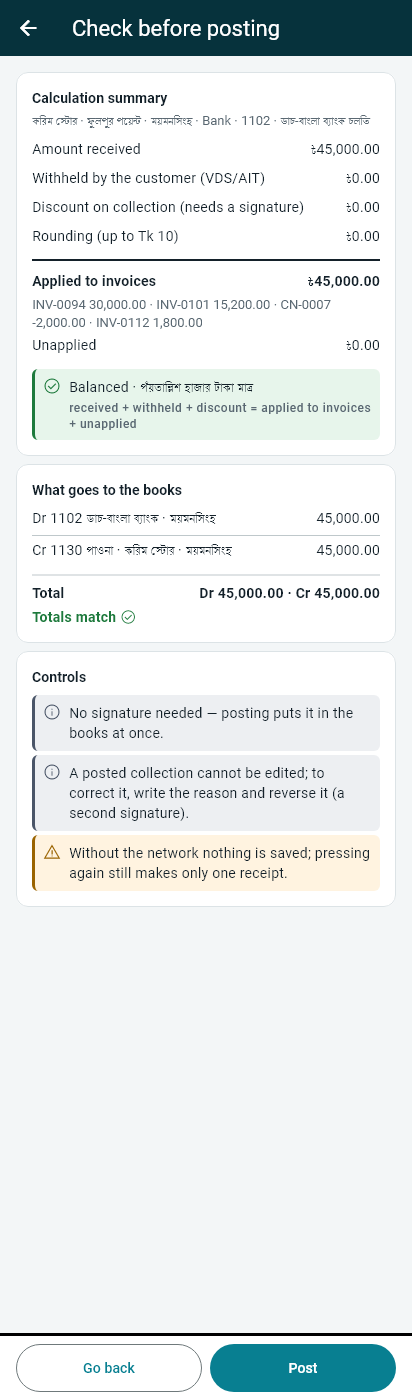 Check before posting
Calculation summary
করিম স্টোর · ফুলপুর পয়েন্ট · ময়মনসিংহ · Bank · 1102 · ডাচ-বাংলা ব্যাংক চলতি
Amount received ৳45,000.00
Withheld by the customer (VDS/AIT) ৳0.00
Discount on collection (needs a signature) ৳0.00
Rounding (up to Tk 10) ৳0.00
Applied to invoices ৳45,000.00
INV-0094 30,000.00 · INV-0101 15,200.00 · CN-0007
-2,000.00 · INV-0112 1,800.00
Unapplied ৳0.00
Balanced · পঁয়তাল্লিশ হাজার টাকা মাত্র
received + withheld + discount = applied to invoices
+ unapplied
What goes to the books
Dr 1102 ডাচ-বাংলা ব্যাংক · ময়মনসিংহ 45,000.00
Cr 1130 পাওনা · করিম স্টোর · ময়মনসিংহ 45,000.00
Total Dr 45,000.00 · Cr 45,000.00
Totals match
Controls
No signature needed — posting puts it in the
books at once.
A posted collection cannot be edited; to
correct it, write the reason and reverse it (a
second signature).
Without the network nothing is saved; pressing
again still makes only one receipt.
Go back Post